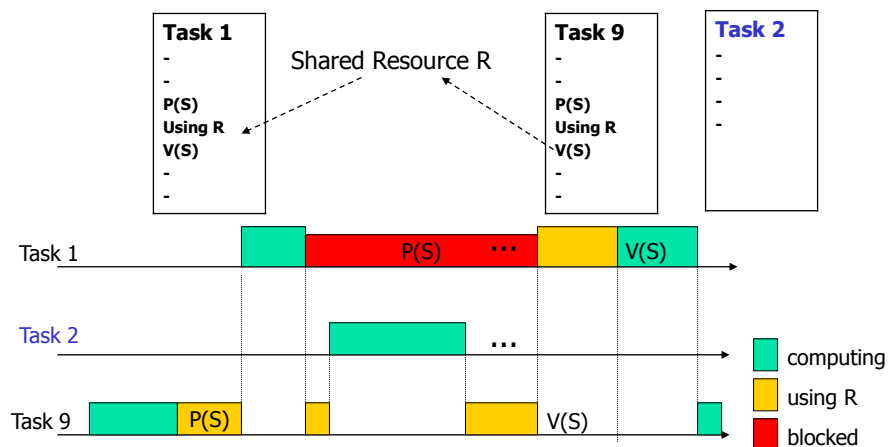 Task 1
-
-
P(S)
Using R
V(S)
-
-
Shared Resource R
Task 9
-
-
P(S)
Using R
V(S)
-
-
Task 2
-
-
-
-
Task 1
P(S)
...
V(S)
Task 2
...
Task 9
P(S)
V(S)
computing
using R
blocked